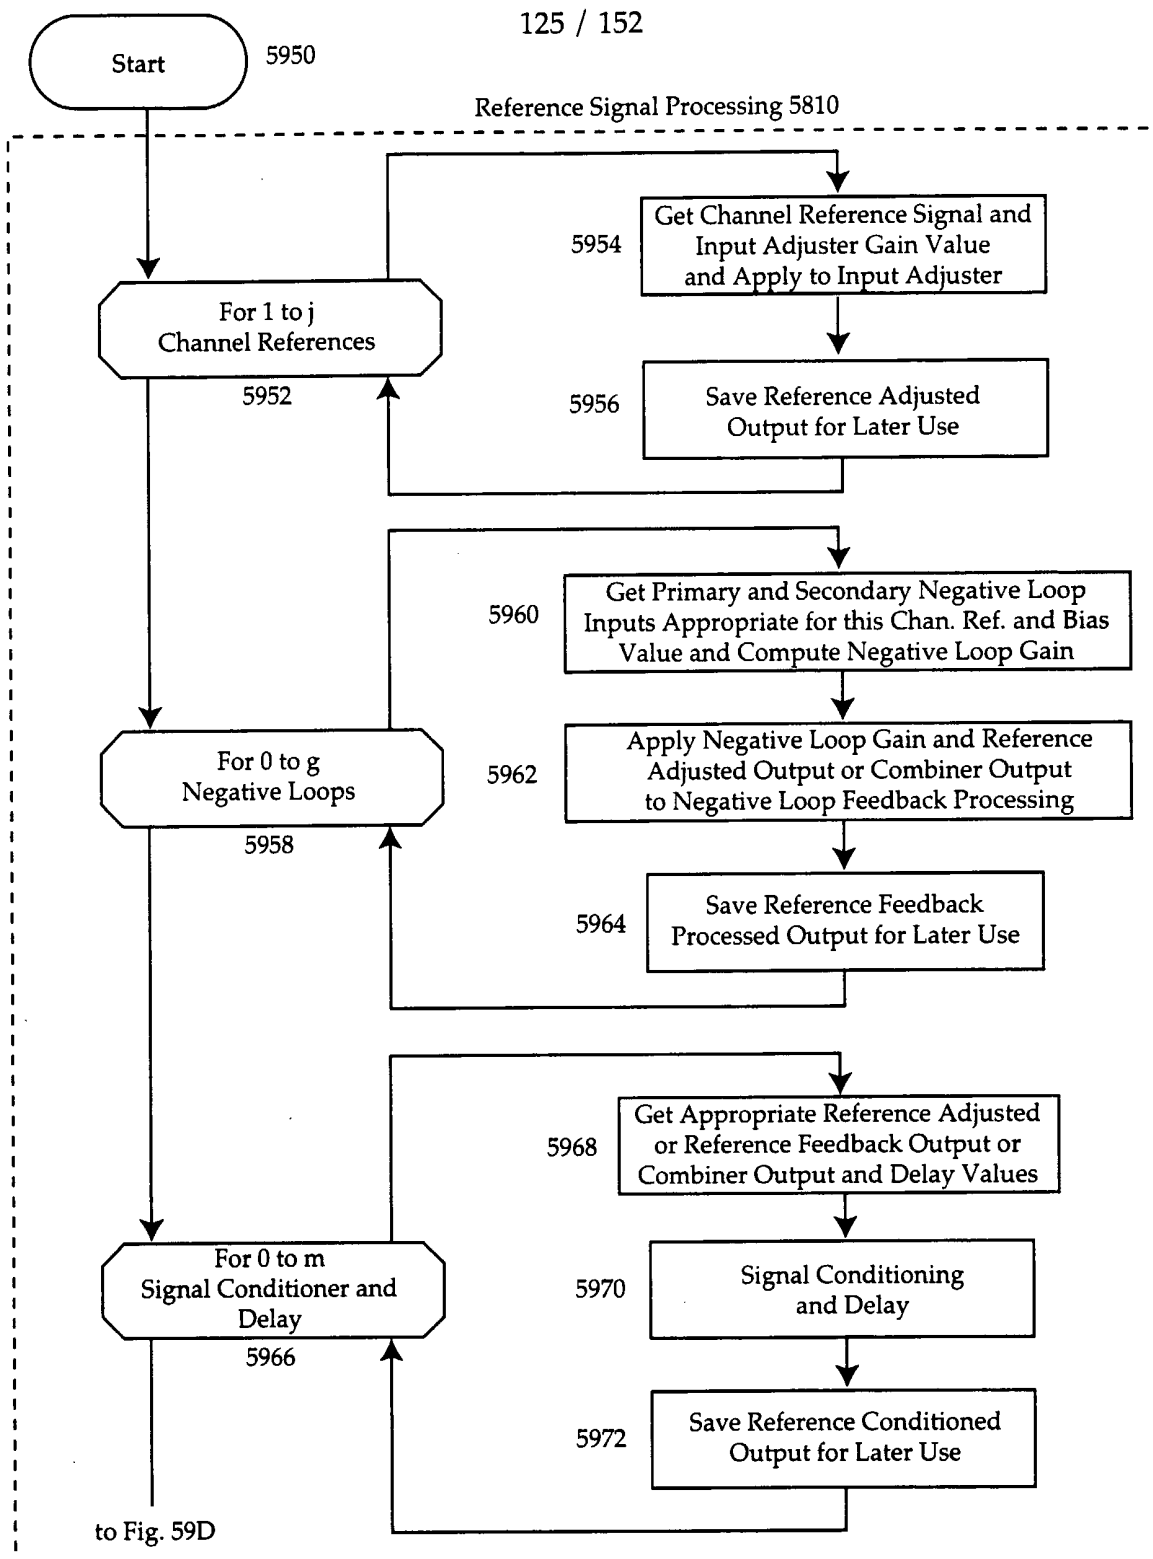 125 / 152
Start
5950
Reference Signal Processing 5810
5954
Get Channel Reference Signal and
Input Adjuster Gain Value
and Apply to Input Adjuster
For 1 to j
Channel References
5952
5956
Save Reference Adjusted
Output for Later Use
5960
Get Primary and Secondary Negative Loop
Inputs Appropriate for this Chan. Ref. and Bias
Value and Compute Negative Loop Gain
For 0 to g
Negative Loops
5958
5962
Apply Negative Loop Gain and Reference
Adjusted Output or Combiner Output
to Negative Loop Feedback Processing
5964
Save Reference Feedback
Processed Output for Later Use
5968
Get Appropriate Reference Adjusted
or Reference Feedback Output or
Combiner Output and Delay Values
For 0 to m
Signal Conditioner and
Delay
5966
5970
Signal Conditioning
and Delay
5972
Save Reference Conditioned
Output for Later Use
to Fig. 59D